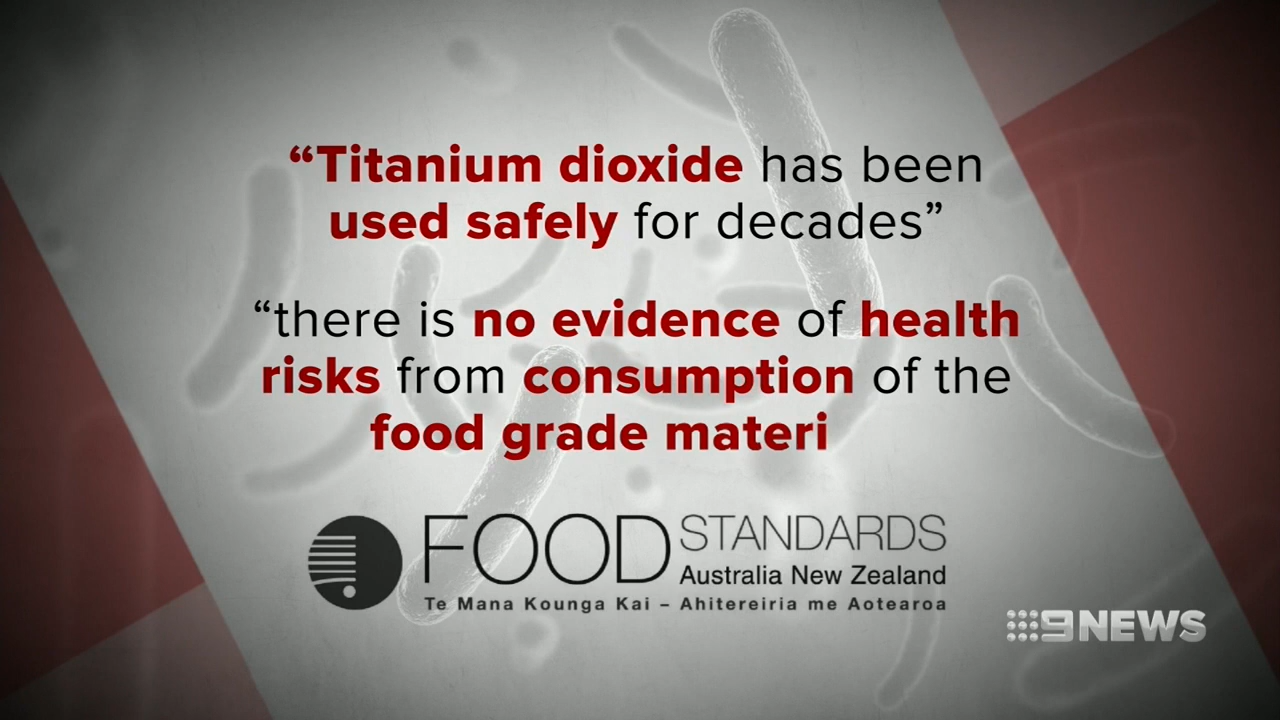 “Titanium dioxide has been
used safely for decades”
“there is no evidence of health
risks from consumption of the
food grade materi
FOOD STANDARDS
Australia New Zealand
Te Mana Kounga Kai – Ahitereiria me Aotearoa
9NEWS